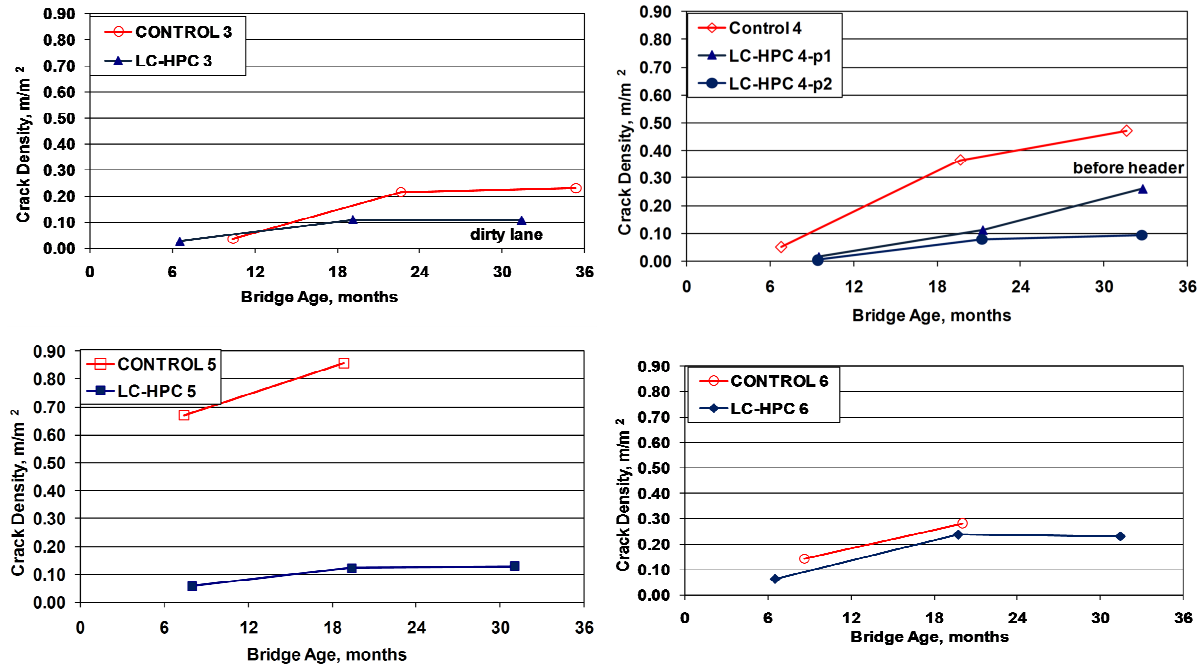 0.90
0.80
0.70
0.60
0.50
0.40
0.30
0.20
0.10
0.00
Crack Density, m/m 2
CONTROL 3
LC-HPC 3
dirty lane
0 6 12 18 24 30 36
Bridge Age, months
0.90
0.80
0.70
0.60
0.50
0.40
0.30
0.20
0.10
0.00
Crack Density, m/m 2
Control 4
LC-HPC 4-p1
LC-HPC 4-p2
before header
0 6 12 18 24 30 36
Bridge Age, months
0.90
0.80
0.70
0.60
0.50
0.40
0.30
0.20
0.10
0.00
Crack Density, m/m 2
CONTROL 5
LC-HPC 5
0 6 12 18 24 30 36
Bridge Age, months
0.90
0.80
0.70
0.60
0.50
0.40
0.30
0.20
0.10
0.00
Crack Density, m/m 2
CONTROL 6
LC-HPC 6
0 6 12 18 24 30 36
Bridge Age, months